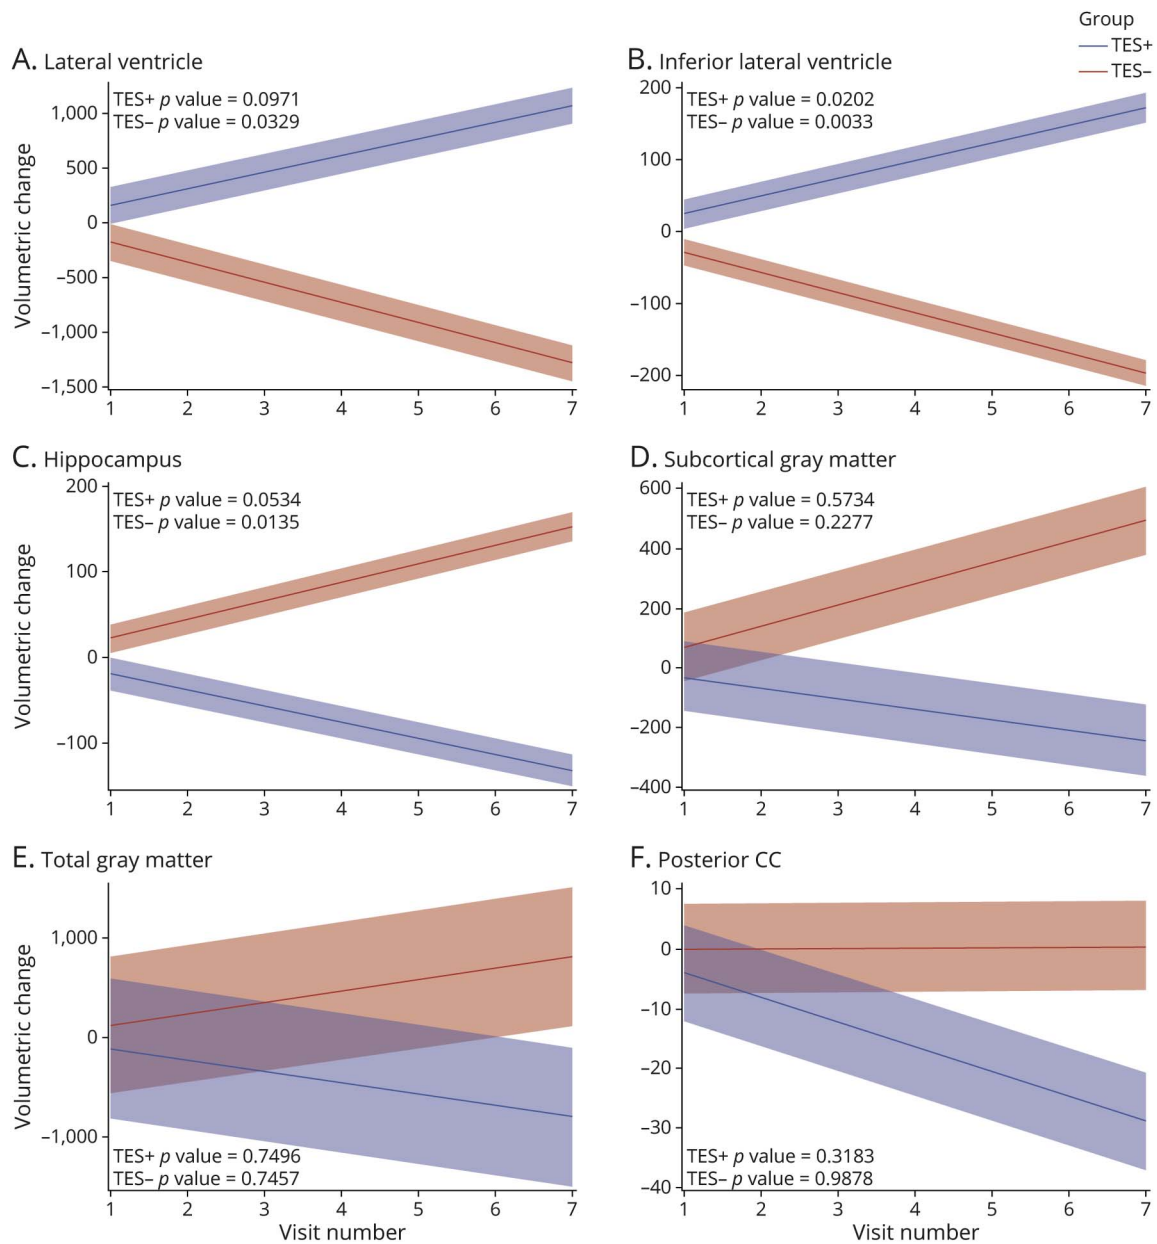 Group
TES+
TES–
A. Lateral ventricle
TES+ p value = 0.0971
TES– p value = 0.0329
Volumetric change
1,000
500
0
–500
–1,000
–1,500
1 2 3 4 5 6 7
B. Inferior lateral ventricle
TES+ p value = 0.0202
TES– p value = 0.0033
200
100
0
–100
–200
1 2 3 4 5 6 7
C. Hippocampus
TES+ p value = 0.0534
TES– p value = 0.0135
Volumetric change
200
100
0
–100
1 2 3 4 5 6 7
D. Subcortical gray matter
TES+ p value = 0.5734
TES– p value = 0.2277
600
400
200
0
–200
–400
1 2 3 4 5 6 7
E. Total gray matter
Volumetric change
1,000
0
–1,000
TES+ p value = 0.7496
TES– p value = 0.7457
1 2 3 4 5 6 7
Visit number
F. Posterior CC
10
0
–10
–20
–30
–40
TES+ p value = 0.3183
TES– p value = 0.9878
1 2 3 4 5 6 7
Visit number